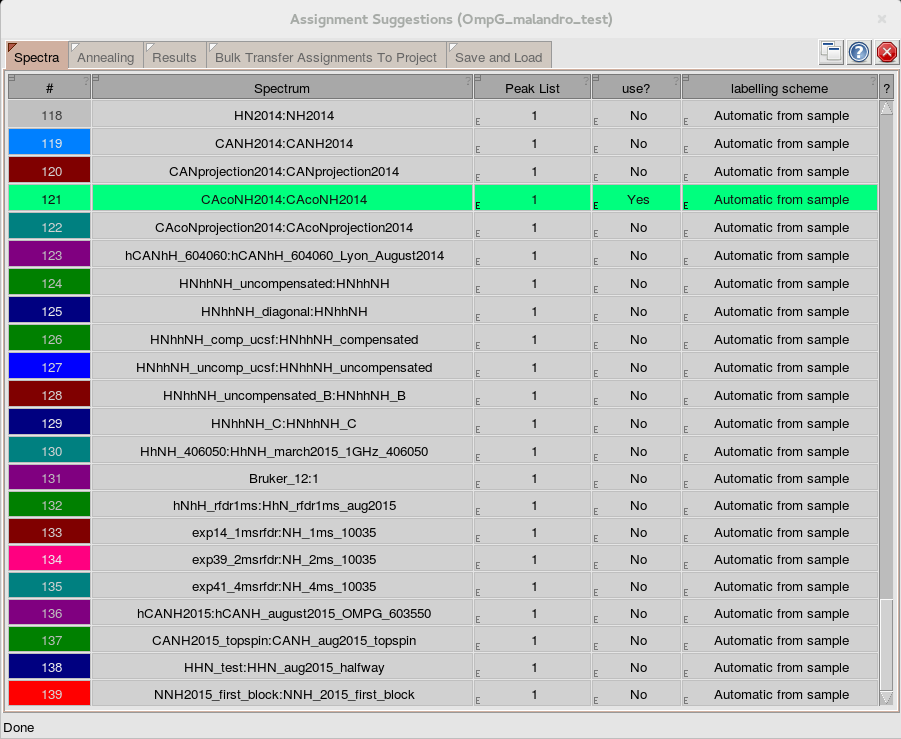 Assignment Suggestions (OmpG_malandro_test)
Spectra Annealing Results Bulk Transfer Assignments To Project Save and Load
# Spectrum Peak List use? labelling scheme ?
118 HN2014:NH2014 1 No Automatic from sample
119 CANH2014:CANH2014 1 No Automatic from sample
120 CANprojection2014:CANprojection2014 1 No Automatic from sample
121 CAcoNH2014:CAcoNH2014 1 Yes Automatic from sample
122 CAcoNprojection2014:CAcoNprojection2014 1 No Automatic from sample
123 hCANhH_604060:hCANhH_604060_Lyon_August2014 1 No Automatic from sample
124 HNhhNH_uncompensated:HNhhNH 1 No Automatic from sample
125 HNhhNH_diagonal:HNhhNH 1 No Automatic from sample
126 HNhhNH_comp_ucsf:HNhhNH_compensated 1 No Automatic from sample
127 HNhhNH_uncomp_ucsf:HNhhNH_uncompensated 1 No Automatic from sample
128 HNhhNH_uncompensated_B:HNhhNH_B 1 No Automatic from sample
129 HNhhNH_C:HNhhNH_C 1 No Automatic from sample
130 HhNH_406050:HhNH_march2015_1GHz_406050 1 No Automatic from sample
131 Bruker_12:1 1 No Automatic from sample
132 hNhH_rfdr1ms:HhN_rfdr1ms_aug2015 1 No Automatic from sample
133 exp14_1msrfdr:NH_1ms_10035 1 No Automatic from sample
134 exp39_2msrfdr:NH_2ms_10035 1 No Automatic from sample
135 exp41_4msrfdr:NH_4ms_10035 1 No Automatic from sample
136 hCANH2015:hCANH_august2015_OMPG_603550 1 No Automatic from sample
137 CANH2015_topspin:CANH_aug2015_topspin 1 No Automatic from sample
138 HHN_test:HHN_aug2015_halfway 1 No Automatic from sample
139 NNH2015_first_block:NNH_2015_first_block 1 No Automatic from sample
Done